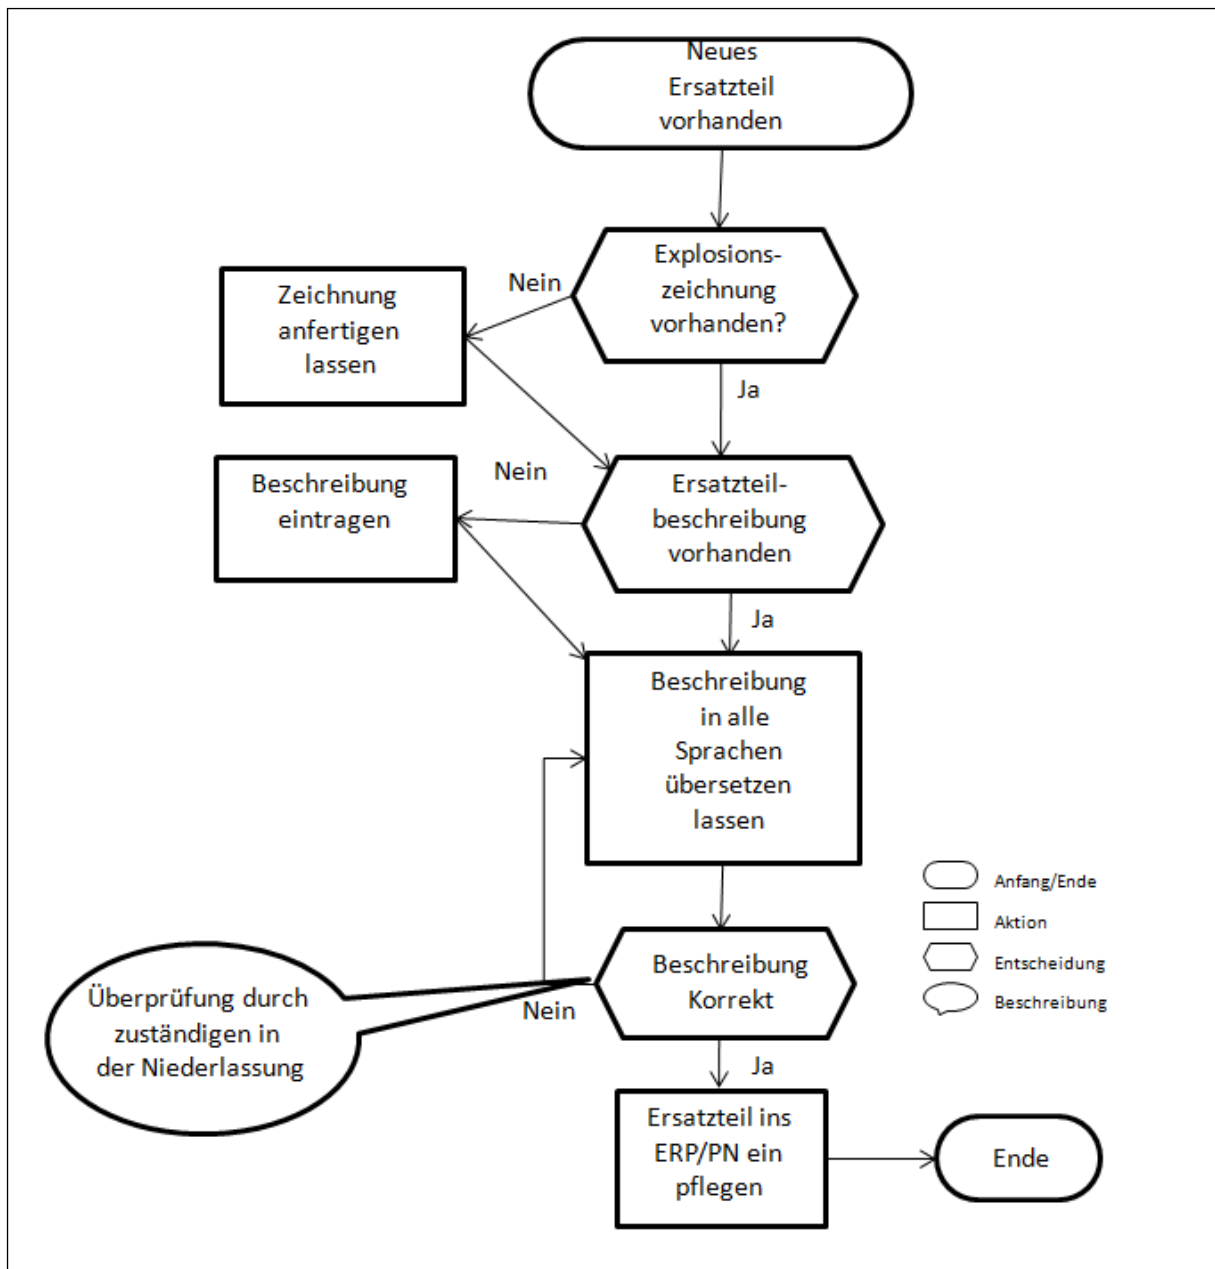 Neues
Ersatzteil
vorhanden
Explosions-
zeichnung
vorhanden?
Nein
Zeichnung
anfertigen
lassen
Ja
Ersatzteil-
beschreibung
vorhanden
Nein
Beschreibung
eintragen
Ja
Beschreibung
in alle
Sprachen
übersetzen
lassen
Anfang/Ende
Aktion
Entscheidung
Beschreibung
Beschreibung
Korrekt
Nein
Überprüfung durch
zuständigen in
der Niederlassung
Ja
Ersatzteil ins
ERP/PN ein
pflegen
Ende